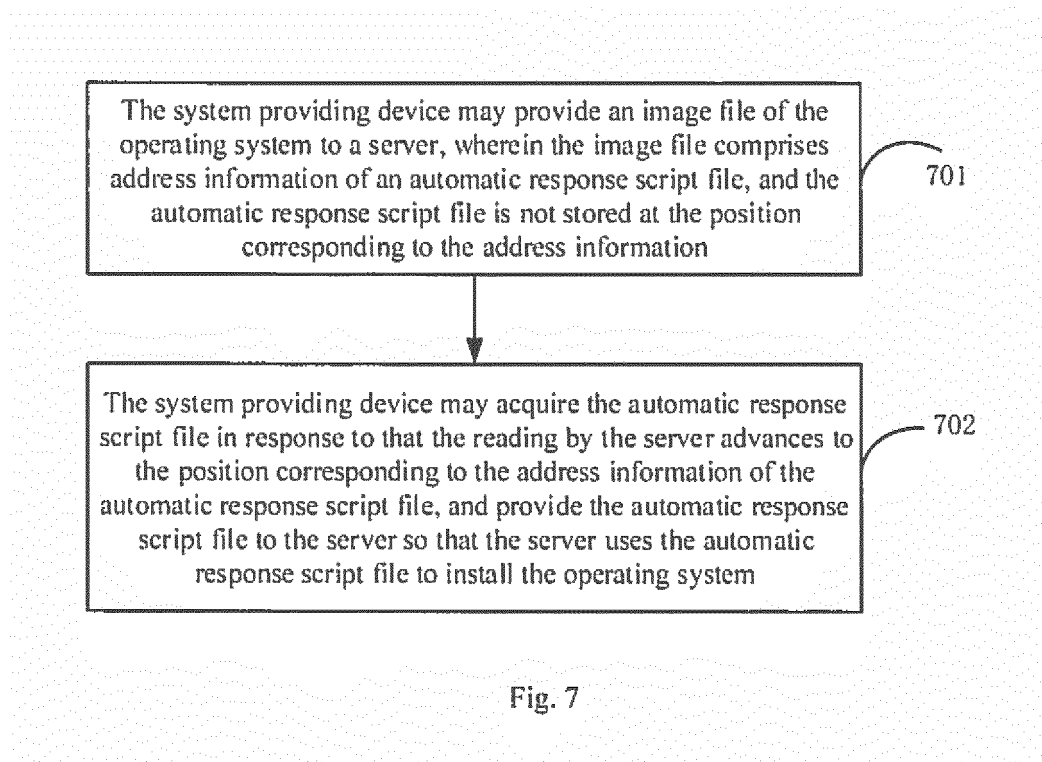 The system providing device may provide an image file of the
operating system to a server, wherein the image file comprises
address information of an automatic response script file, and the
automatic response script file is not stored at the position
corresponding to the address information
701
The system providing device may acquire the automatic response
script file in response to that the reading by the server advances to
the position corresponding to the address information of the
automatic response script file, and provide the automatic response
script file to the server so that the server uses the automatic
response script file to install the operating system
702
Fig. 7